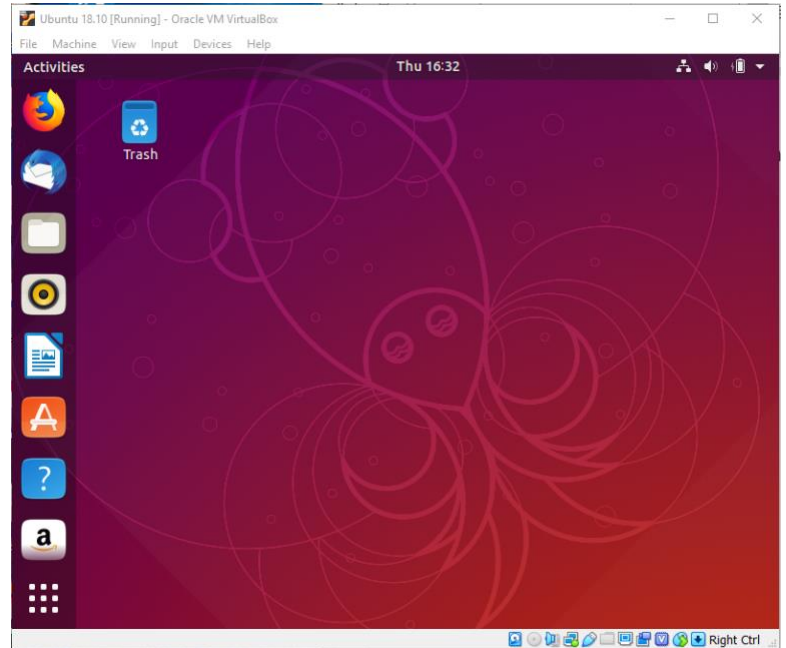 Ubuntu 18.10 [Running] - Oracle VM VirtualBox
File Machine View Input Devices Help
Activities Thu 16:32
Trash
?
a
Right Ctrl